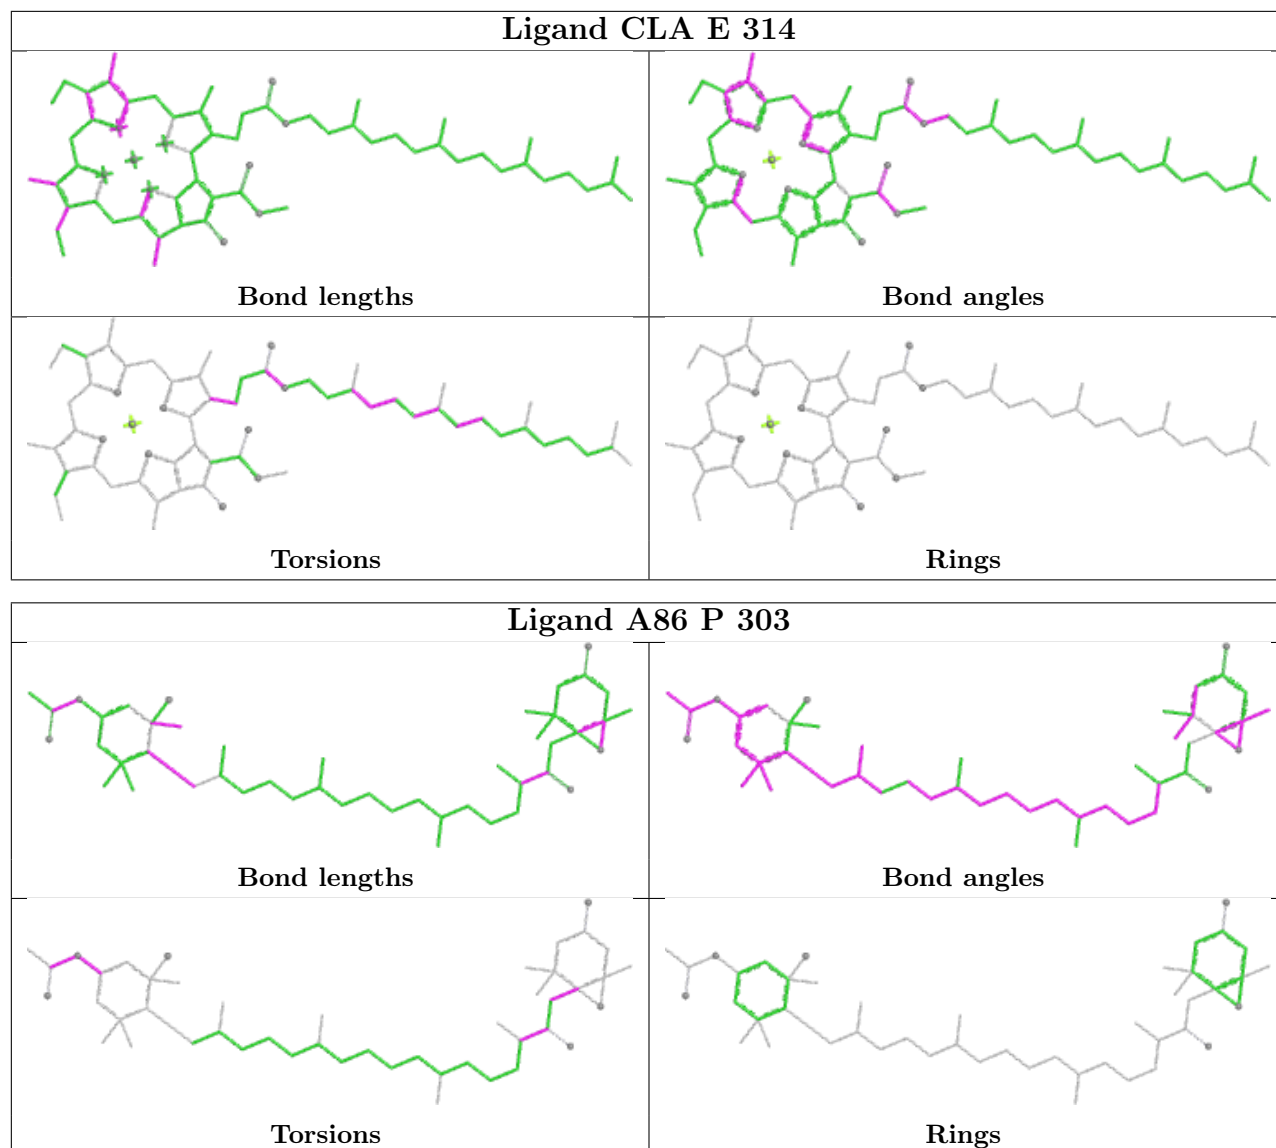 Ligand CLA E 314
Bond lengths
Bond angles
Torsions
Rings
Ligand A86 P 303
Bond lengths
Bond angles
Torsions
Rings